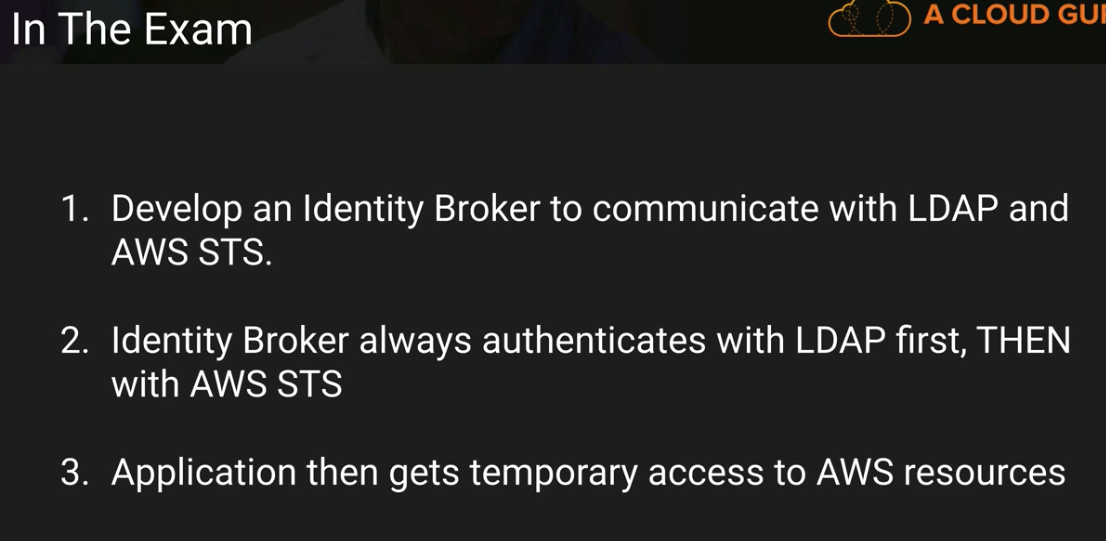 In The Exam
A CLOUD GU
1. Develop an Identity Broker to communicate with LDAP and
AWS STS.
2. Identity Broker always authenticates with LDAP first, THEN
with AWS STS
3. Application then gets temporary access to AWS resources